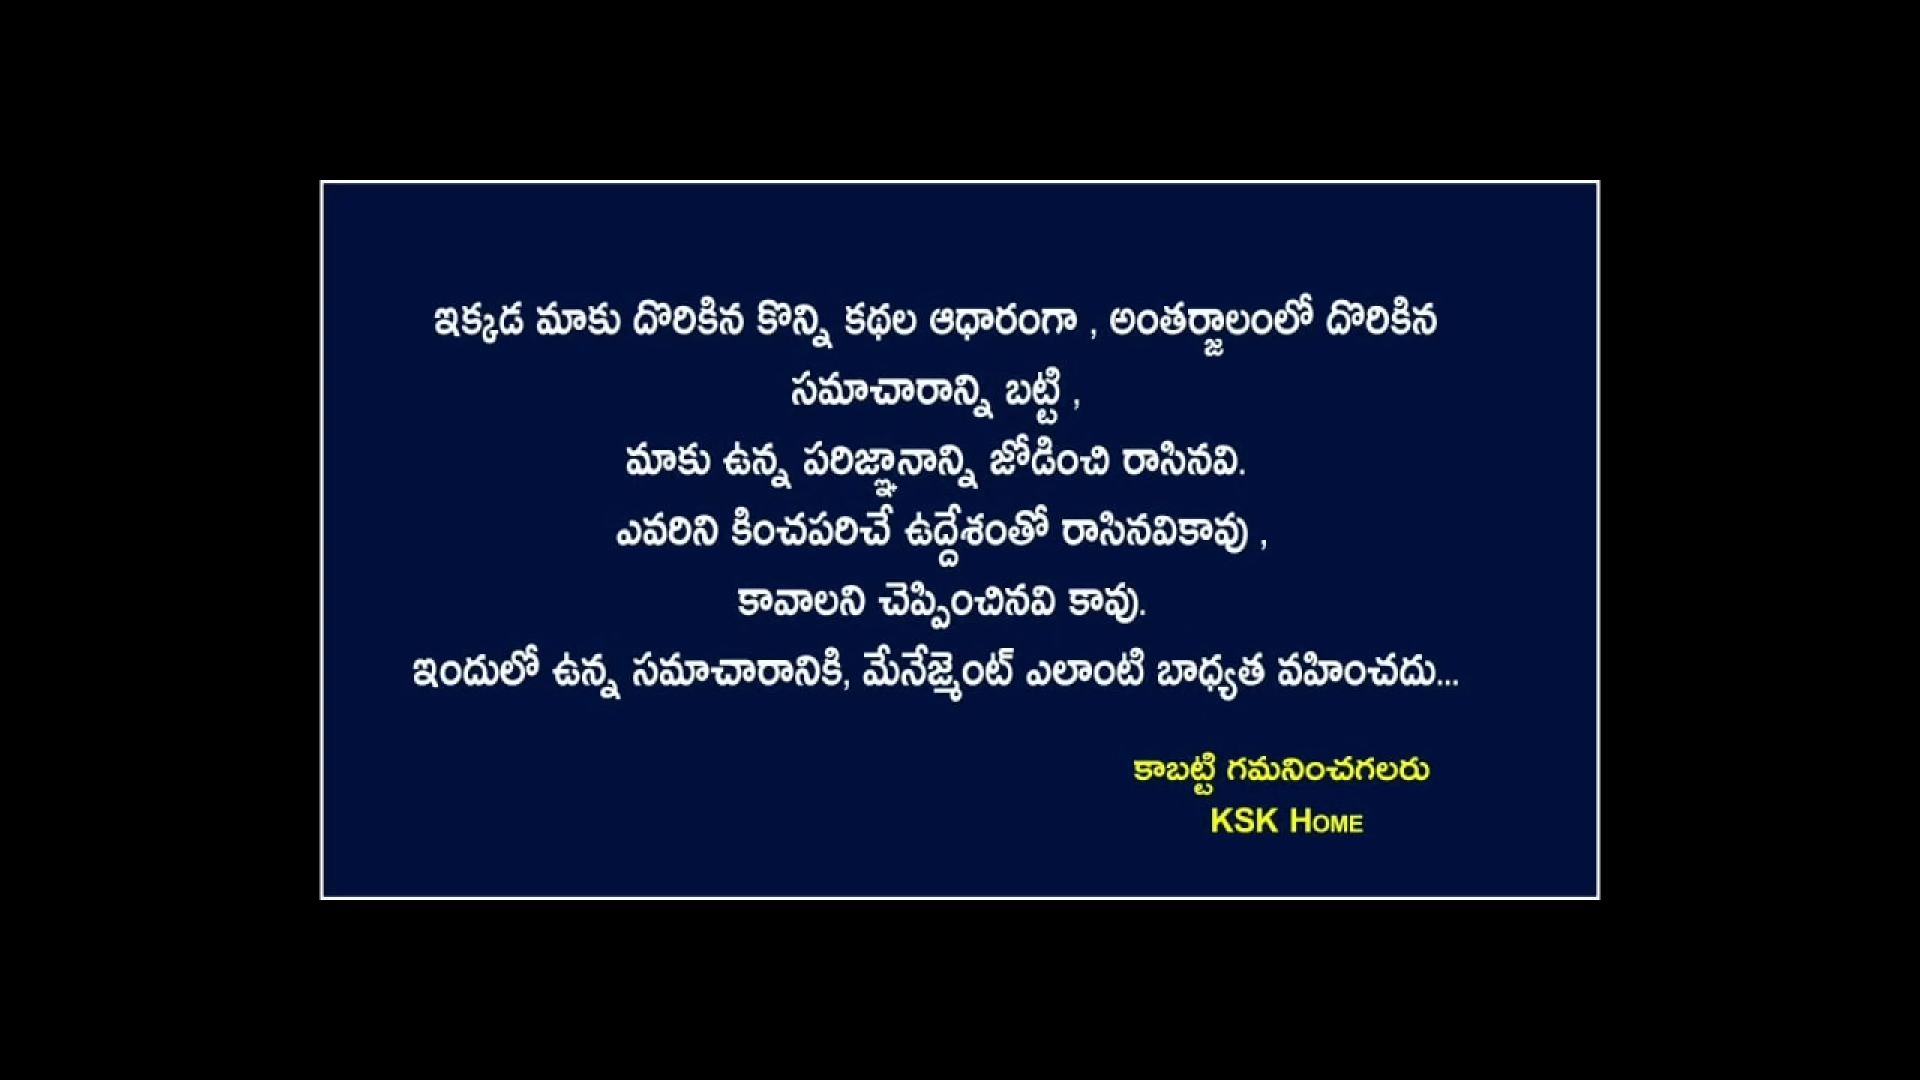 ఇక్కడ మాకు దొరికిన కొన్ని కథల ఆధారంగా , అంతర్జాలంలో దొరికిన
సమాచారాన్ని బట్టి ,
మాకు ఉన్న పరిజ్ఞానాన్ని జోడించి రాసినవి.
ఎవరిని కించపరిచే ఉద్దేశంతో రాసినవికావు ,
కావాలని చెప్పించినవి కావు.
ఇందులో ఉన్న సమాచారానికి, మేనేజ్మెంట్ ఎలాంటి బాధ్యత వహించదు...
కాబట్టి గమనించగలరు
KSK HOME